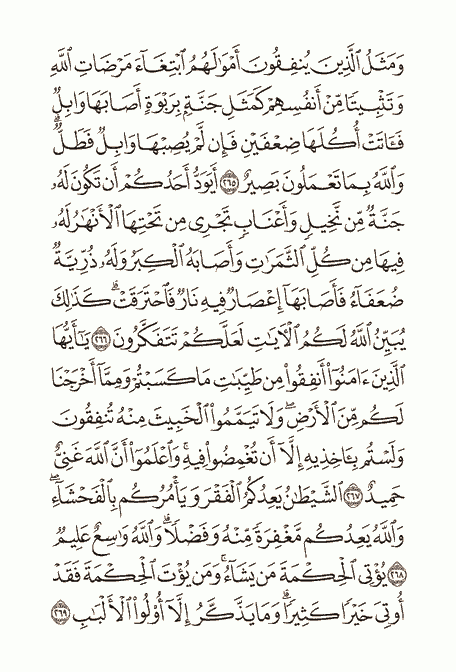 وَمَثَلُ ٱلَّذِينَ يُنفِقُونَ أَمْوَٰلَهُمُ ٱبْتِغَآءَ مَرْضَاتِ ٱللَّهِ
وَتَثْبِيتًا مِّنْ أَنفُسِهِمْ كَمَثَلِ جَنَّةٍۭ بِرَبْوَةٍ أَصَابَهَا وَابِلٌ
فَـَٔاتَتْ أُكُلَهَا ضِعْفَيْنِ فَإِن لَّمْ يُصِبْهَا وَابِلٌ فَطَلٌّۗ
وَٱللَّهُ بِمَا تَعْمَلُونَ بَصِيرٌ ٢٦٥ أَيَوَدُّ أَحَدُكُمْ أَن تَكُونَ لَهُۥ
جَنَّةٌ مِّن نَّخِيلٍ وَأَعْنَابٍ تَجْرِى مِن تَحْتِهَا ٱلْأَنْهَٰرُ لَهُۥ
فِيهَا مِن كُلِّ ٱلثَّمَرَٰتِ وَأَصَابَهُ ٱلْكِبَرُ وَلَهُۥ ذُرِّيَّةٌ
ضُعَفَآءُ فَأَصَابَهَآ إِعْصَارٌ فِيهِ نَارٌ فَٱحْتَرَقَتْۗ كَذَٰلِكَ
يُبَيِّنُ ٱللَّهُ لَكُمُ ٱلْـَٔايَٰتِ لَعَلَّكُمْ تَتَفَكَّرُونَ ٢٦٦ يَٰٓأَيُّهَا
ٱلَّذِينَ ءَامَنُوٓا۟ أَنفِقُوا۟ مِن طَيِّبَٰتِ مَا كَسَبْتُمْ وَمِمَّآ أَخْرَجْنَا
لَكُم مِّنَ ٱلْأَرْضِۖ وَلَا تَيَمَّمُوا۟ ٱلْخَبِيثَ مِنْهُ تُنفِقُونَ
وَلَسْتُم بِـَٔاخِذِيهِ إِلَّآ أَن تُغْمِضُوا۟ فِيهِۚ وَٱعْلَمُوٓا۟ أَنَّ ٱللَّهَ غَنِىٌّ
حَمِيدٌ ٢٦٧ ٱلشَّيْطَٰنُ يَعِدُكُمُ ٱلْفَقْرَ وَيَأْمُرُكُم بِٱلْفَحْشَآءِۖ
وَٱللَّهُ يَعِدُكُم مَّغْفِرَةً مِّنْهُ وَفَضْلًاۗ وَٱللَّهُ وَٰسِعٌ عَلِيمٌ
٢٦٨ يُؤْتِى ٱلْحِكْمَةَ مَن يَشَآءُۚ وَمَن يُؤْتَ ٱلْحِكْمَةَ فَقَدْ
أُوتِىَ خَيْرًا كَثِيرًاۗ وَمَا يَذَّكَّرُ إِلَّآ أُو۟لُوا۟ ٱلْأَلْبَٰبِ ٢٦٩